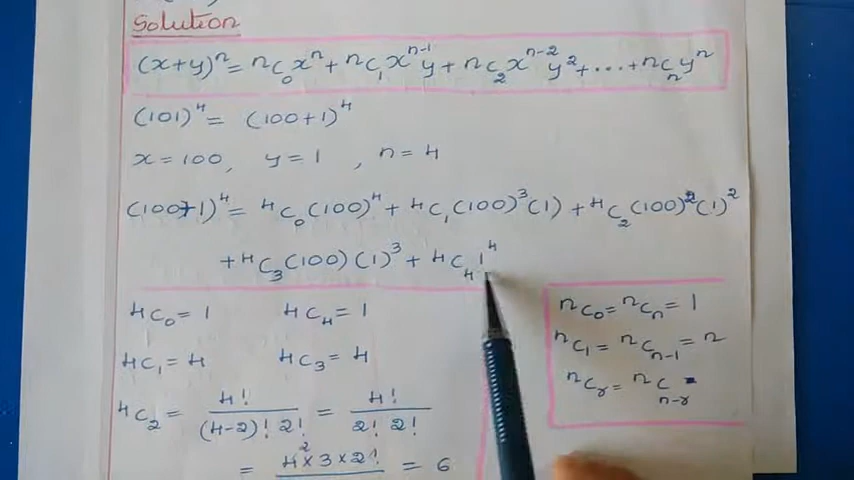 Solution
(x+y)ⁿ = ⁿC₀xⁿ + ⁿC₁xⁿ⁻¹y + ⁿC₂xⁿ⁻²y² + ... + ⁿCₙyⁿ
(101)⁴ = (100+1)⁴
x = 100, y = 1, n = 4
(100+1)⁴ = ⁴C₀(100)⁴ + ⁴C₁(100)³(1) + ⁴C₂(100)²(1)²
+ ⁴C₃(100)(1)³ + ⁴C₄1⁴
⁴C₀ = 1 ⁴C₄ = 1
⁴C₁ = 4 ⁴C₃ = 4
⁴C₂ = 4!/(4-2)! 2! = 4!/2! 2!
= 4²×3×2! = 6
ⁿC₀ = ⁿCₙ = 1
ⁿC₁ = ⁿCₙ₋₁ = n
ⁿCᵣ = ⁿCₙ₋ᵣ